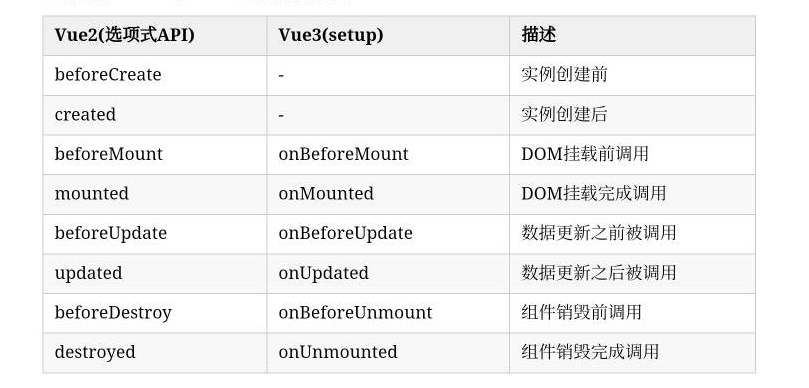 Vue2(选项式API) Vue3(setup) 描述
beforeCreate - 实例创建前
created - 实例创建后
beforeMount onBeforeMount DOM挂载前调用
mounted onMounted DOM挂载完成调用
beforeUpdate onBeforeUpdate 数据更新之前被调用
updated onUpdated 数据更新之后被调用
beforeDestroy onBeforeUnmount 组件销毁前调用
destroyed onUnmounted 组件销毁完成调用